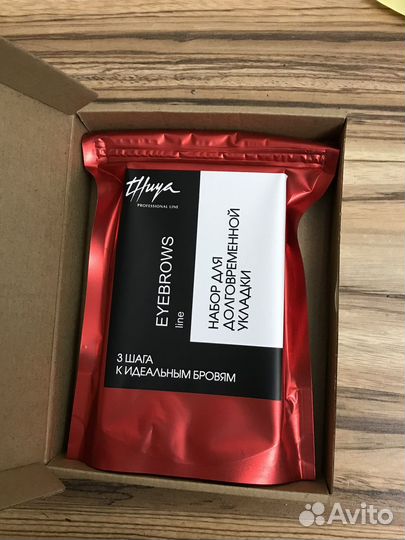 thuya
PROFESSIONAL LINE
EYEBROWS
line
НАБОР ДЛЯ
ДОЛГОВРЕМЕННОЙ
УКЛАДКИ
3 ШАГА
К ИДЕАЛЬНЫМ БРОВЯМ
Avito